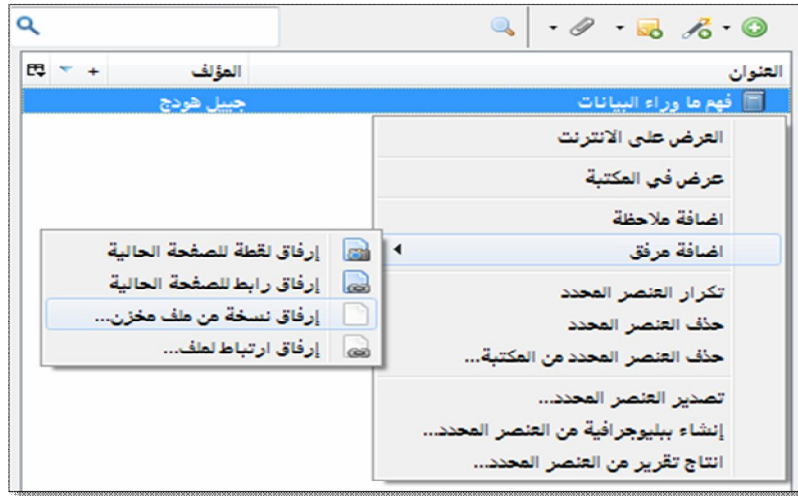 العنوان المؤلف +
فهم ما وراء البيانات جييل هودج
العرض على الانترنت
عرض في المكتبة
اضافة ملاحظة
اضافة مرفق
إرفاق لقطة للصفحة الحالية
إرفاق رابط للصفحة الحالية
إرفاق نسخة من ملف مخزن...
إرفاق ارتباط لملف...
تكرار العنصر المحدد
حذف العنصر المحدد
حذف العنصر المحدد من المكتبة...
تصدير العنصر المحدد...
إنشاء ببليوجرافية من العنصر المحدد...
انتاج تقرير من العنصر المحدد...